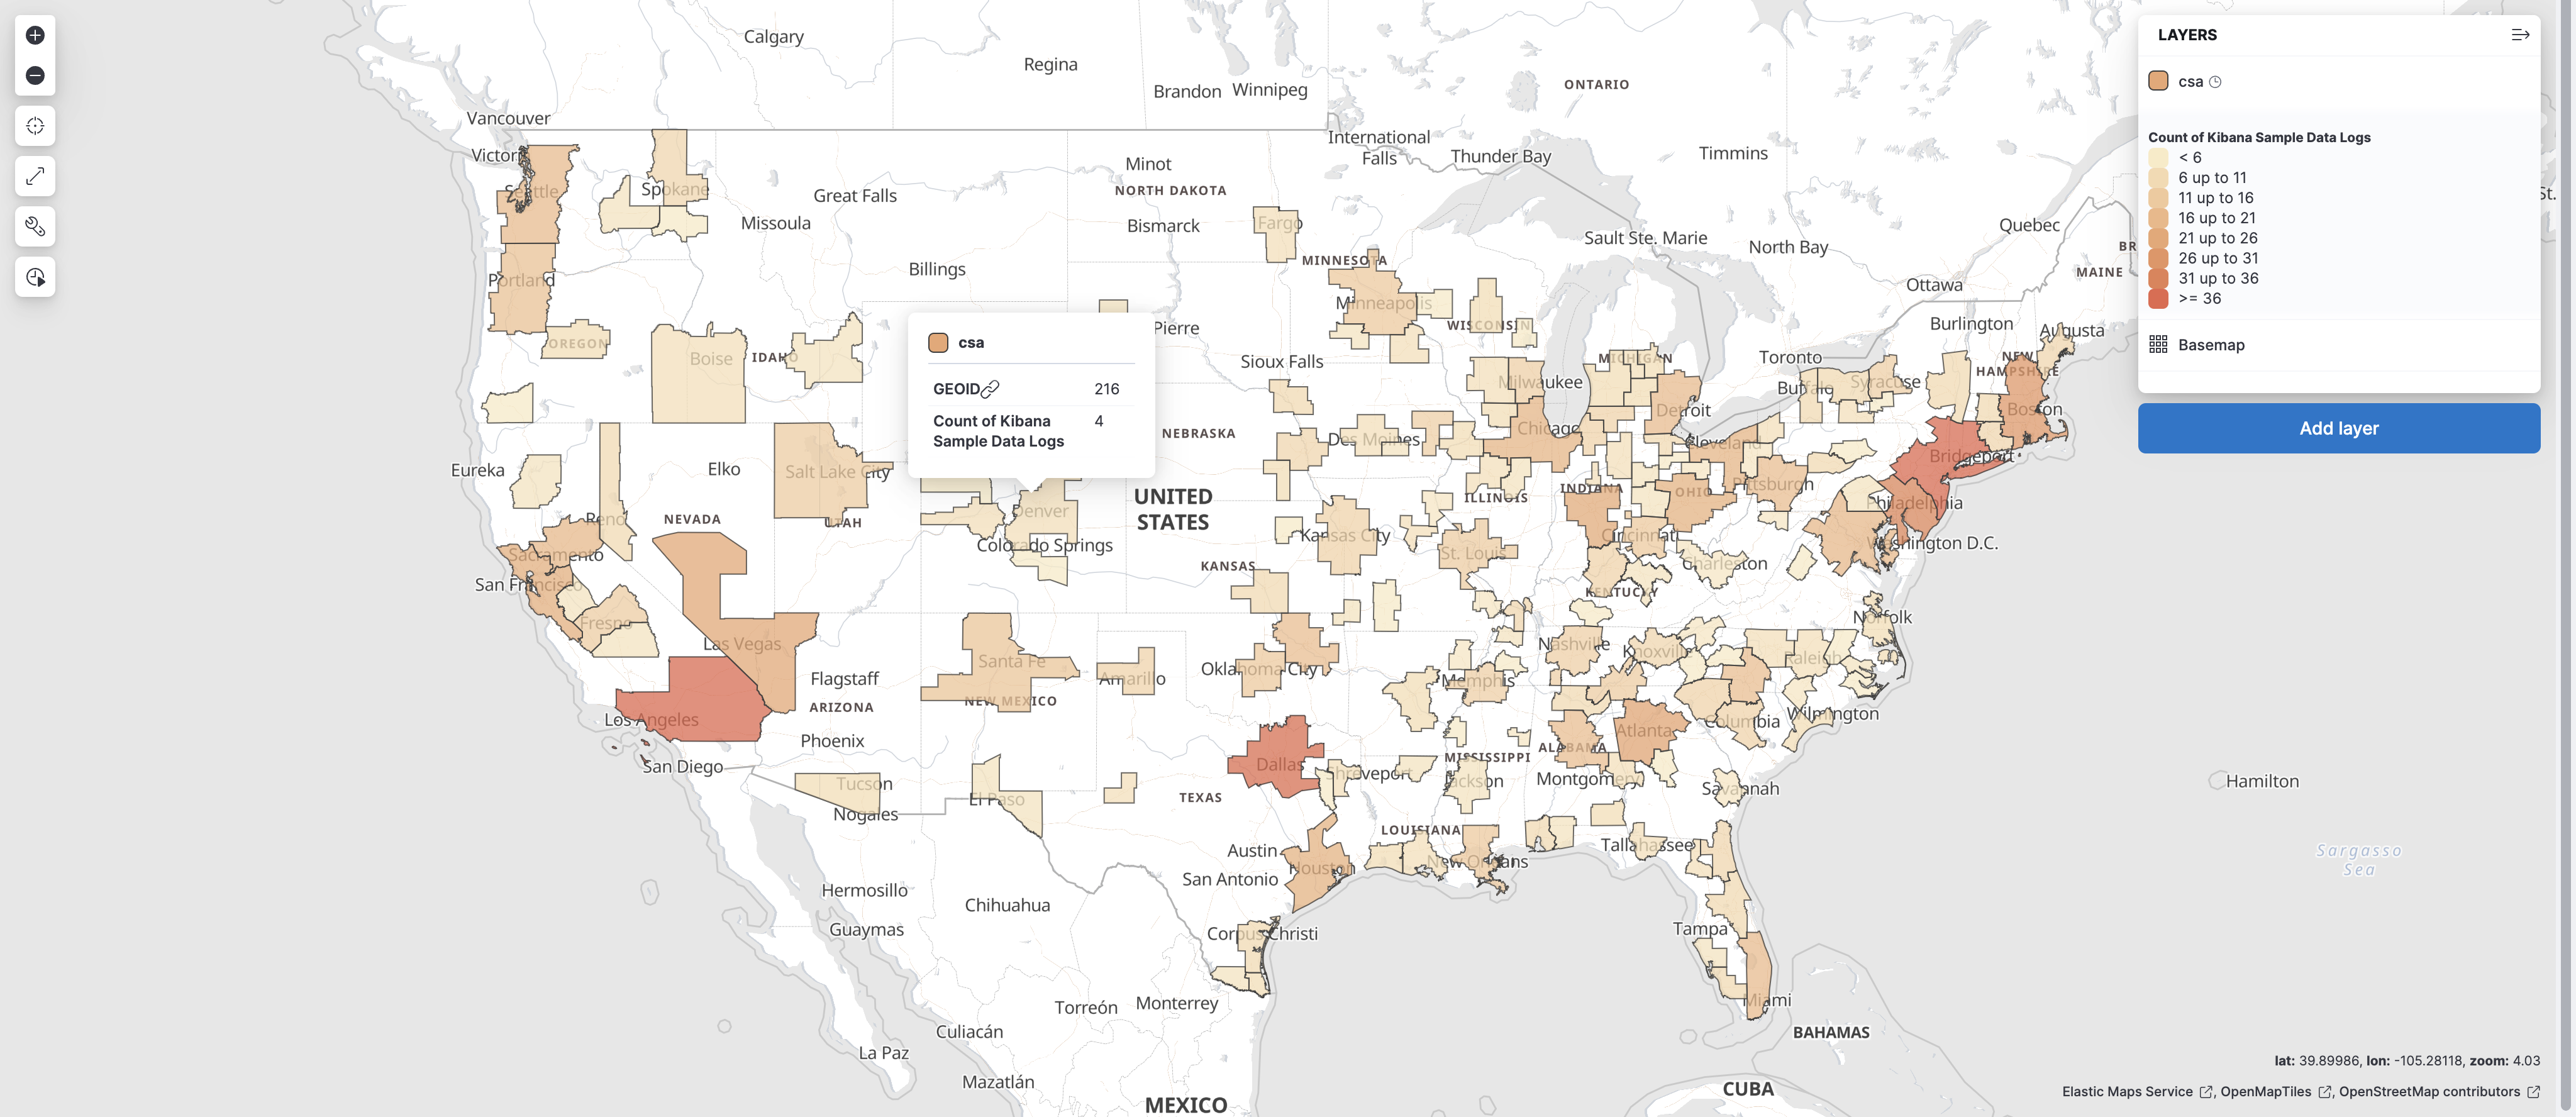 Calgary
Regina
Brandon
Winnipeg
ONTARIO
Vancouver
International
Falls
Thunder Bay
Timmins
Victori
Minot
NORTH DAKOTA
Seattle
Spokane
Great Falls
Missoula
Bismarck
Fargo
Quebec
Sault Ste. Marie
North Bay
BR
MAINE
MINNESOTA
Billings
Ottawa
Portland
Minneapolis
WISCONSIN
Pierre
Burlington
Augusta
OREGON
Boise
IDAHO
Sioux Falls
MICHIGAN
Toronto
NEW
HAMPSHIRE
Milwaukee
Buffalo
Syracuse
Detroit
Boston
Chicago
NEBRASKA
Des Moines
Cleveland
Bridgeport
Eureka
Elko
Salt Lake City
Pittsburgh
INDIANA
OHIO
ILLINOIS
UNITED
STATES
Philadelphia
Denver
Reno
NEVADA
UTAH
Kansas City
Cincinnati
Colorado Springs
Washington D.C.
Sacramento
St. Louis
Charleston
KANSAS
San Francisco
KENTUCKY
Norfolk
Fresno
Las Vegas
Nashville
Knoxville
Raleigh
Santa Fe
Oklahoma City
Amarillo
Memphis
Flagstaff
NEW MEXICO
ARIZONA
Los Angeles
Wilmington
Columbia
Atlanta
Phoenix
ALABAMA
MISSISSIPPI
Dallas
San Diego
Shreveport
Jackson
Montgomery
Tucson
Savannah
Hamilton
El Paso
TEXAS
Nogales
LOUISIANA
Tallahassee
Austin
New Orleans
Houston
Sargasso
Sea
San Antonio
Hermosillo
Chihuahua
Guaymas
Corpus Christi
Tampa
Miami
Torreón
Monterrey
Culiacán
BAHAMAS
La Paz
Mazatlán
CUBA
MEXICO
St.
csa
GEOID 216
Count of Kibana 4
Sample Data Logs
LAYERS
csa
Count of Kibana Sample Data Logs
< 6
6 up to 11
11 up to 16
16 up to 21
21 up to 26
26 up to 31
31 up to 36
>= 36
Basemap
Add layer
lat: 39.89986, lon: -105.28118, zoom: 4.03
Elastic Maps Service , OpenMapTiles , OpenStreetMap contributors